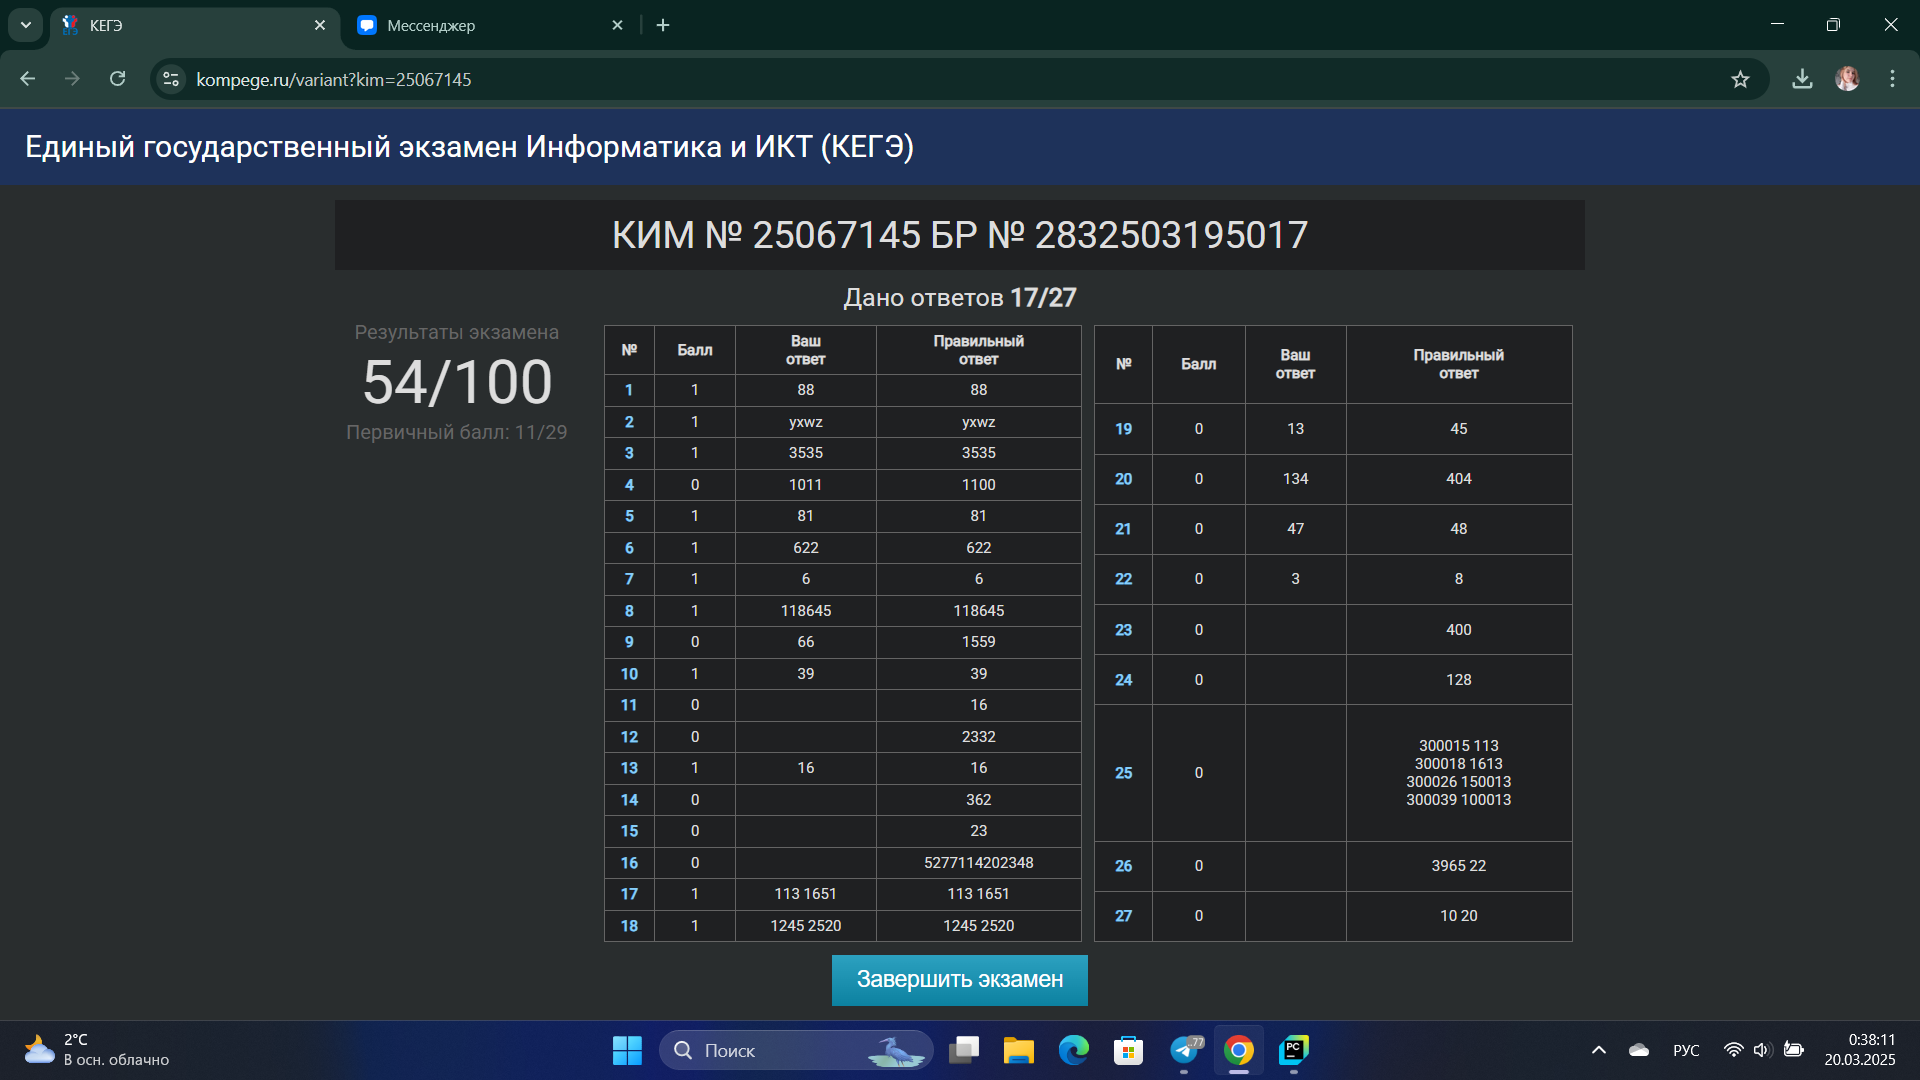 КЕГЭ
Мессенджер
kompege.ru/variant?kim=25067145
Единый государственный экзамен Информатика и ИКТ (КЕГЭ)
КИМ № 25067145 БР № 2832503195017
Дано ответов 17/27
Результаты экзамена
54/100
Первичный балл: 11/29
№ Балл Ваш ответ Правильный ответ
1 1 88 88
2 1 yxwz yxwz
3 1 3535 3535
4 0 1011 1100
5 1 81 81
6 1 622 622
7 1 6 6
8 1 118645 118645
9 0 66 1559
10 1 39 39
11 0 16
12 0 2332
13 1 16 16
14 0 362
15 0 23
16 0 5277114202348
17 1 113 1651 113 1651
18 1 1245 2520 1245 2520
№ Балл Ваш ответ Правильный ответ
19 0 13 45
20 0 134 404
21 0 47 48
22 0 3 8
23 0 400
24 0 128
25 0 300015 113
300018 1613
300026 150013
300039 100013
26 0 3965 22
27 0 10 20
Завершить экзамен
2°C
В осн. облачно
Поиск
77
PC
РУС
0:38:11
20.03.2025